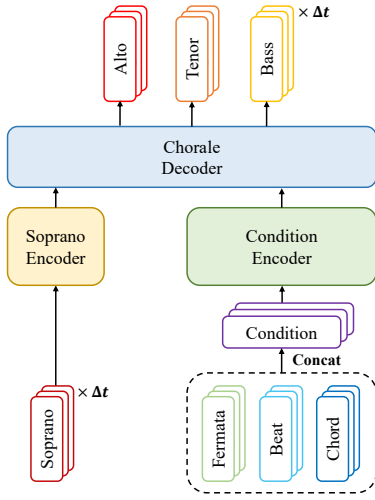 Alto
Tenor
Bass
× Δt
Chorale
Decoder
Soprano
Encoder
Condition
Encoder
Condition
Concat
Soprano
× Δt
Fermata
Beat
Chord